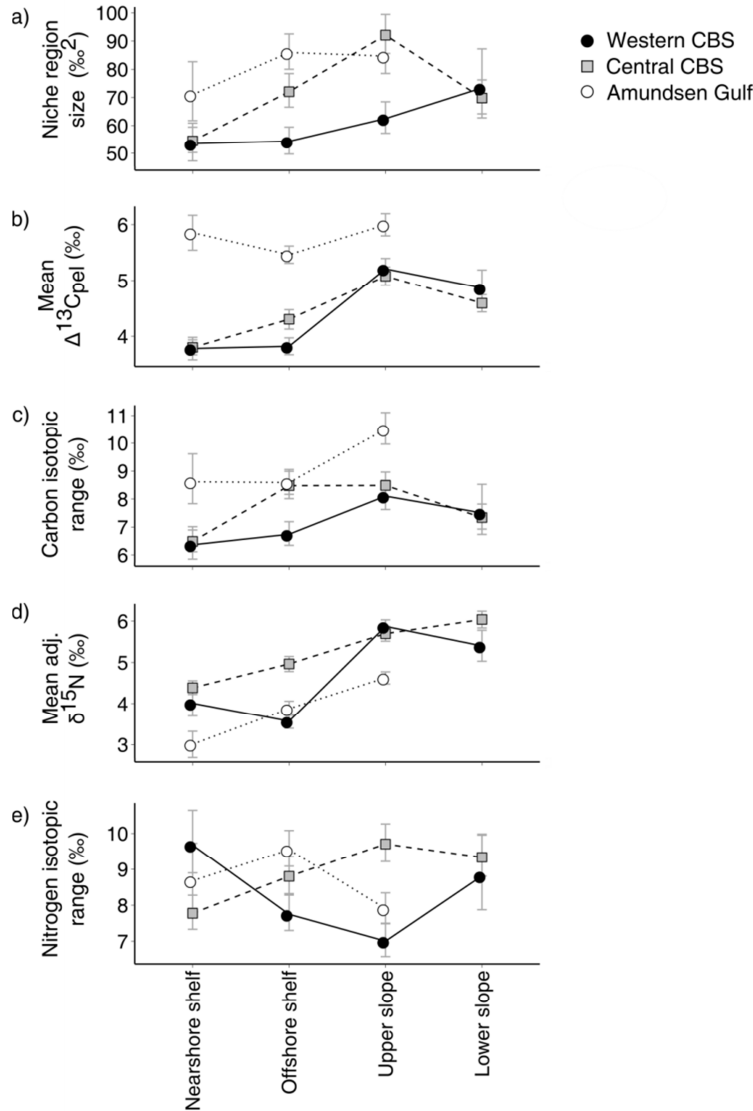 a)
Niche region
size (‰²)
100
90
80
70
60
50
Western CBS
Central CBS
Amundsen Gulf
b)
Mean
Δ¹³Cpel (‰)
6
5
4
c)
Carbon isotopic
range (‰)
11
10
9
8
7
6
d)
Mean adj.
δ¹⁵N (‰)
6
5
4
3
e)
Nitrogen isotopic
range (‰)
10
9
8
7
Nearshore shelf
Offshore shelf
Upper slope
Lower slope